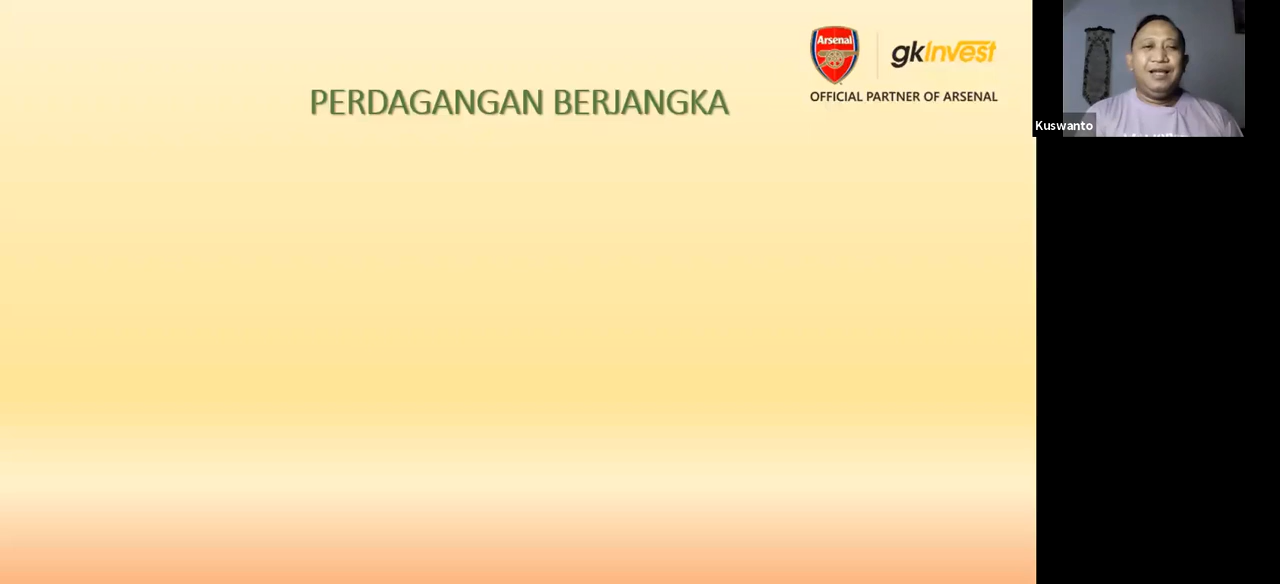 Arsenal
gkinvest
OFFICIAL PARTNER OF ARSENAL
PERDAGANGAN BERJANGKA
Kuswanto